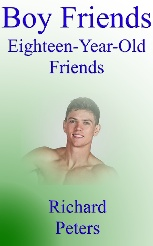 Boy Friends
Eighteen-Year-Old
Friends
Richard
Peters